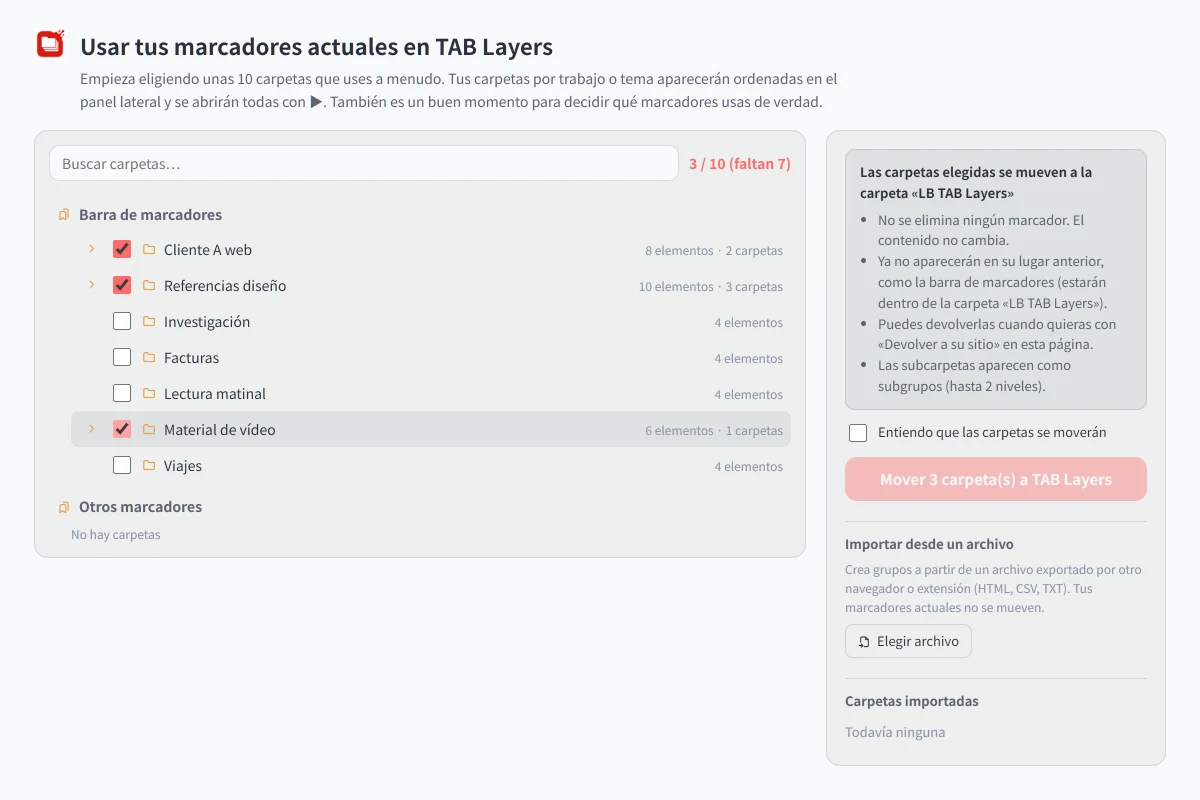 Usar tus marcadores actuales en TAB Layers
Empieza eligiendo unas 10 carpetas que uses a menudo. Tus carpetas por trabajo o tema aparecerán ordenadas en el
panel lateral y se abrirán todas con ▶. También es un buen momento para decidir qué marcadores usas de verdad.
Buscar carpetas…
3 / 10 (faltan 7)
Barra de marcadores
Cliente A web
8 elementos · 2 carpetas
Referencias diseño
10 elementos · 3 carpetas
Investigación
4 elementos
Facturas
4 elementos
Lectura matinal
4 elementos
Material de vídeo
6 elementos · 1 carpetas
Viajes
4 elementos
Otros marcadores
No hay carpetas
Las carpetas elegidas se mueven a la
carpeta «LB TAB Layers»
• No se elimina ningún marcador. El
contenido no cambia.
• Ya no aparecerán en su lugar anterior,
como la barra de marcadores (estarán
dentro de la carpeta «LB TAB Layers»).
• Puedes devolverlas cuando quieras con
«Devolver a su sitio» en esta página.
• Las subcarpetas aparecen como
subgrupos (hasta 2 niveles).
Entiendo que las carpetas se moverán
Mover 3 carpeta(s) a TAB Layers
Importar desde un archivo
Crea grupos a partir de un archivo exportado por otro
navegador o extensión (HTML, CSV, TXT). Tus
marcadores actuales no se mueven.
Elegir archivo
Carpetas importadas
Todavía ninguna